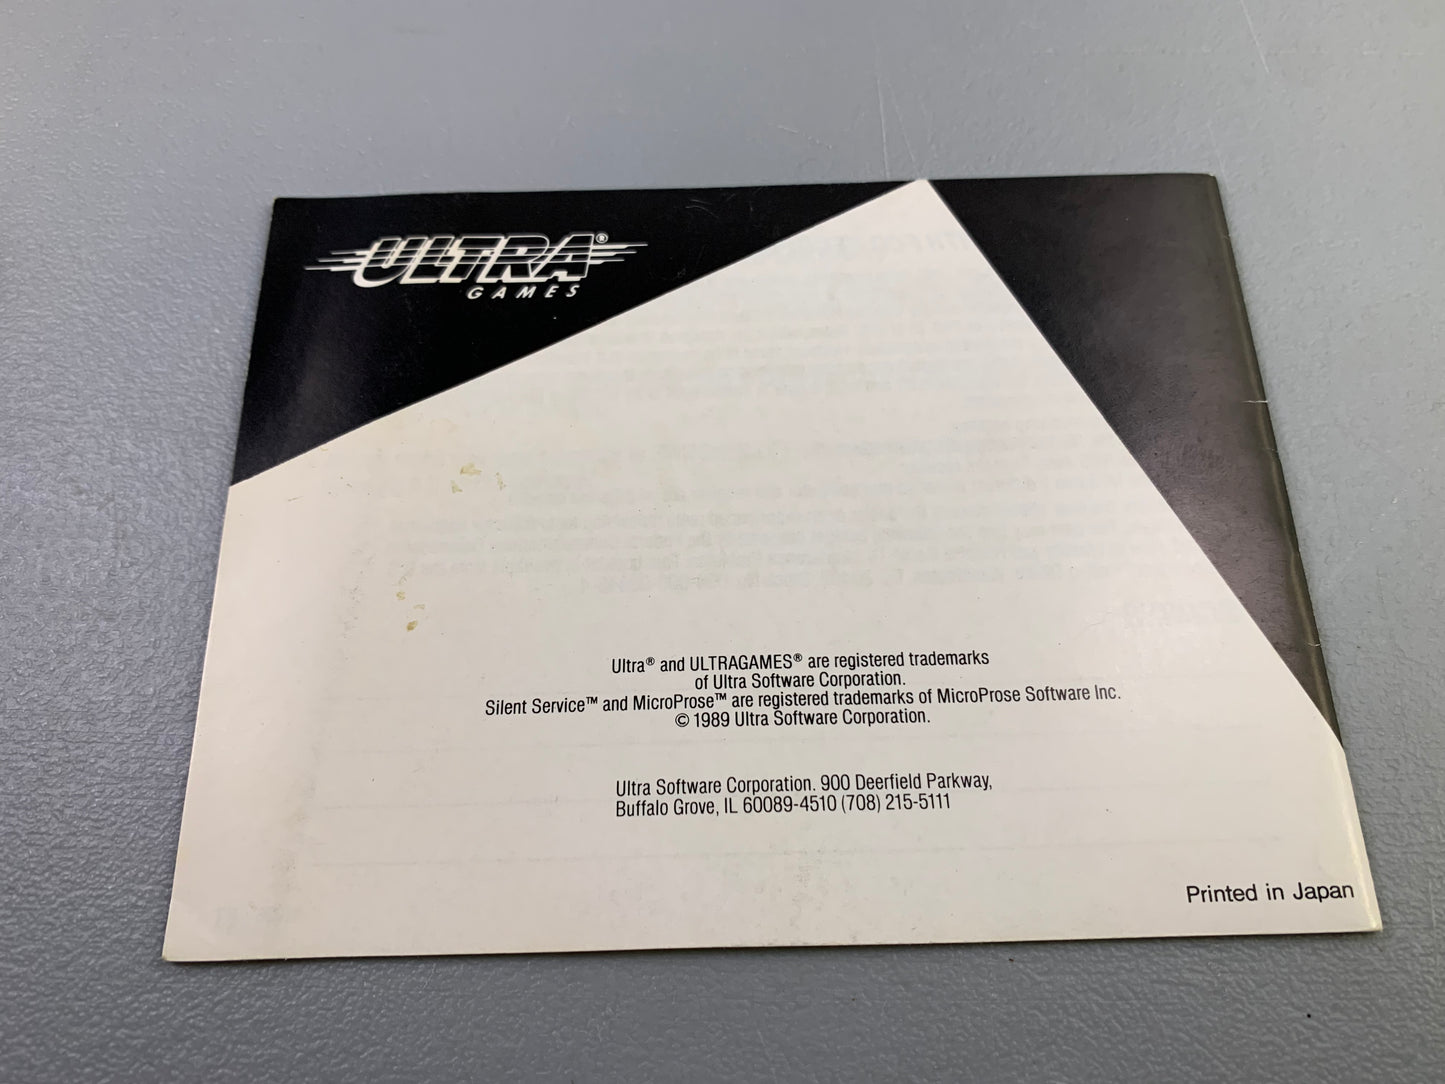 ULTRA®
GAMES
Ultra® and ULTRAGAMES® are registered trademarks
of Ultra Software Corporation.
Silent Service™ and MicroProse™ are registered trademarks of MicroProse Software Inc.
© 1989 Ultra Software Corporation.
Ultra Software Corporation. 900 Deerfield Parkway,
Buffalo Grove, IL 60089-4510 (708) 215-5111
Printed in Japan